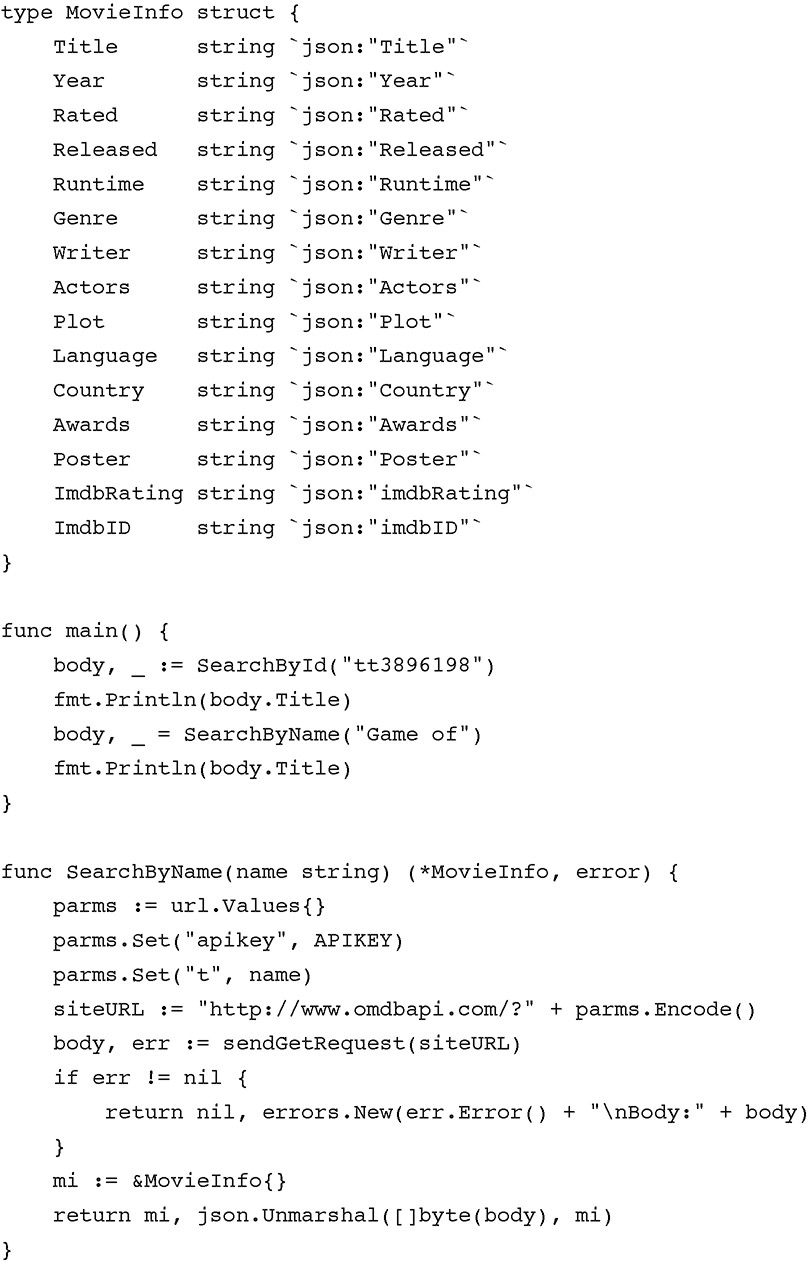 type MovieInfo struct {
    Title      string `json:"Title"`
    Year       string `json:"Year"`
    Rated      string `json:"Rated"`
    Released   string `json:"Released"`
    Runtime    string `json:"Runtime"`
    Genre      string `json:"Genre"`
    Writer     string `json:"Writer"`
    Actors     string `json:"Actors"`
    Plot       string `json:"Plot"`
    Language   string `json:"Language"`
    Country    string `json:"Country"`
    Awards     string `json:"Awards"`
    Poster     string `json:"Poster"`
    ImdbRating string `json:"imdbRating"`
    ImdbID     string `json:"imdbID"`
}

func main() {
    body, _ := SearchById("tt3896198")
    fmt.Println(body.Title)
    body, _ = SearchByName("Game of")
    fmt.Println(body.Title)
}

func SearchByName(name string) (*MovieInfo, error) {
    parms := url.Values{}
    parms.Set("apikey", APIKEY)
    parms.Set("t", name)
    siteURL := "http://www.omdbapi.com/?" + parms.Encode()
    body, err := sendGetRequest(siteURL)
    if err != nil {
        return nil, errors.New(err.Error() + "\nBody:" + body)
    }
    mi := &MovieInfo{}
    return mi, json.Unmarshal([]byte(body), mi)
}